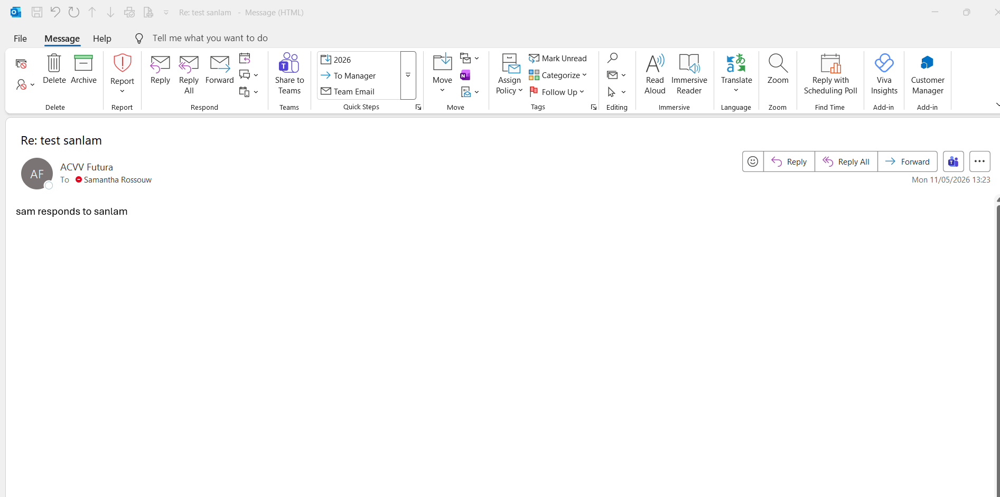 Re: test sanlam - Message (HTML)
File Message Help Tell me what you want to do
Delete Archive
Delete
Report
Report
Reply Reply All Forward
Respond
Share to Teams
Teams
2026
To Manager
Team Email
Quick Steps
Move
Move
Assign Policy
Mark Unread
Categorize
Follow Up
Tags
Editing
Read Aloud
Immersive Reader
Immersive
Translate
Language
Zoom
Zoom
Reply with Scheduling Poll
Find Time
Viva Insights
Add-in
Customer Manager
Add-in
Re: test sanlam
AF
ACVV Futura
To Samantha Rossouw
Reply Reply All Forward
Mon 11/05/2026 13:23
sam responds to sanlam